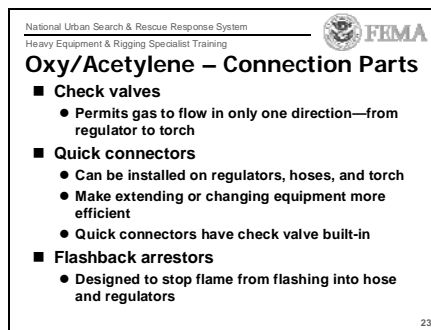 National Urban Search & Rescue Response System
FEMA
Heavy Equipment & Rigging Specialist Training
Oxy/Acetylene – Connection Parts
■ Check valves
● Permits gas to flow in only one direction—from
regulator to torch
■ Quick connectors
● Can be installed on regulators, hoses, and torch
● Make extending or changing equipment more
efficient
● Quick connectors have check valve built-in
■ Flashback arrestors
● Designed to stop flame from flashing into hose
and regulators
23